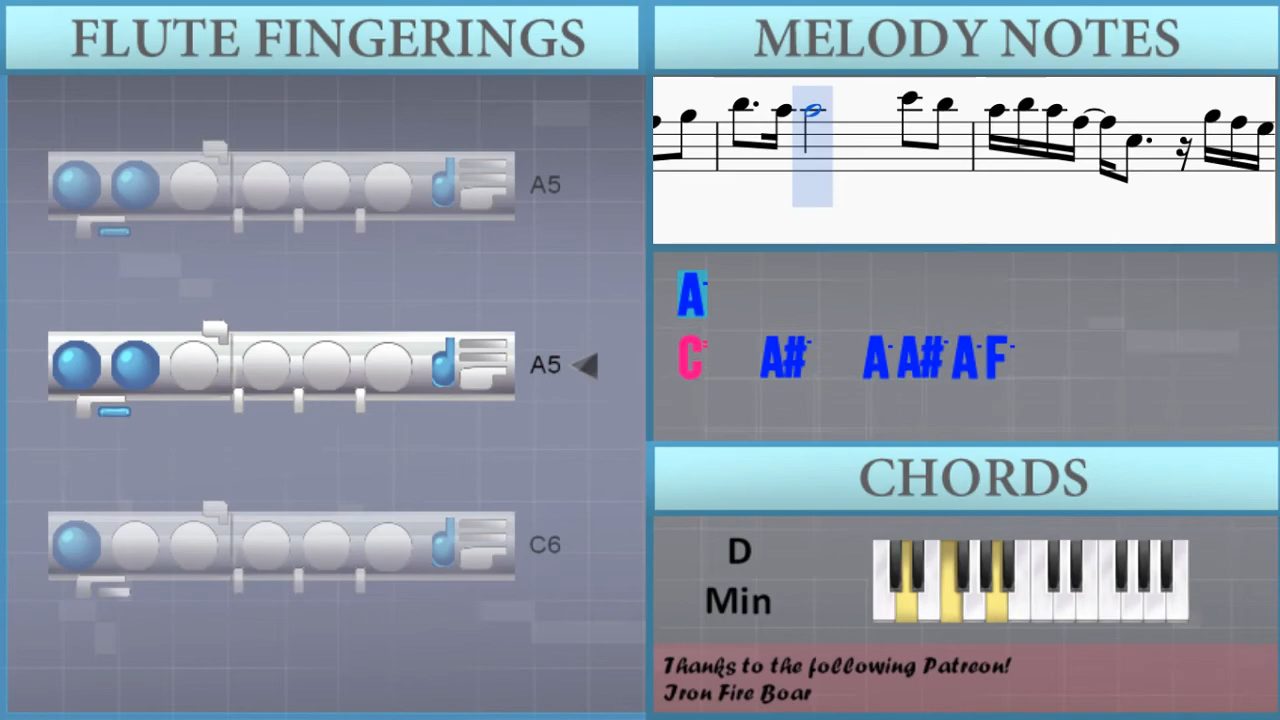 FLUTE FINGERINGS
A5
A5
C6
MELODY NOTES
A
C A# A A# A F
CHORDS
D
Min
Thanks to the following Patreon!
Iron Fire Boar